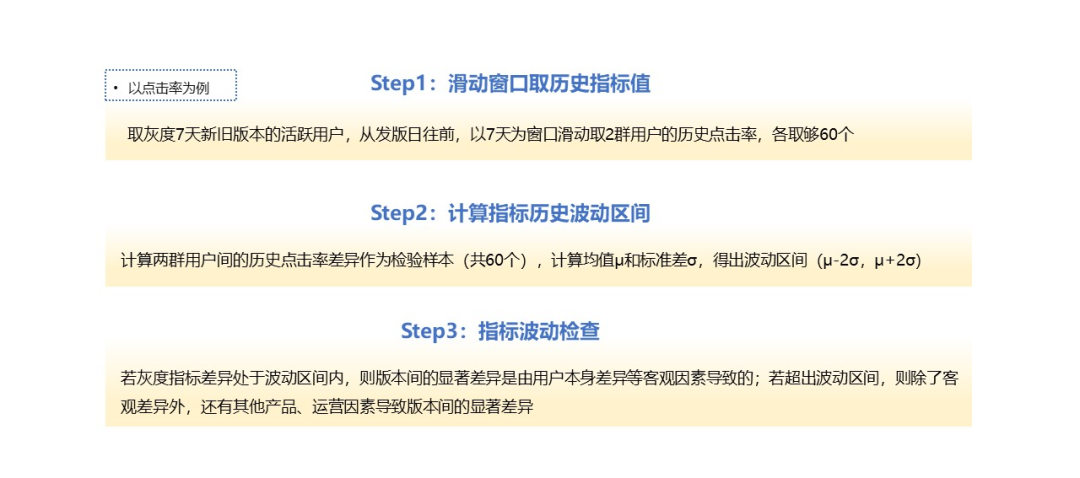 • 以点击率为例
Step1：滑动窗口取历史指标值
取灰度7天新旧版本的活跃用户，从发版日往前，以7天为窗口滑动取2群用户的历史点击率，各取够60个
Step2：计算指标历史波动区间
计算两群用户间的历史点击率差异作为检验样本（共60个），计算均值μ和标准差σ，得出波动区间（μ-2σ，μ+2σ）
Step3：指标波动检查
若灰度指标差异处于波动区间内，则版本间的显著差异是由用户本身差异等客观因素导致的；若超出波动区间，则除了客
观差异外，还有其他产品、运营因素导致版本间的显著差异